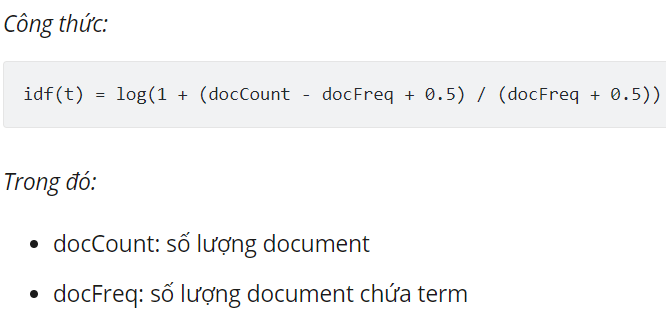 Công thức:
idf(t) = log(1 + (docCount - docFreq + 0.5) / (docFreq + 0.5))
Trong đó:
• docCount: số lượng document
• docFreq: số lượng document chứa term